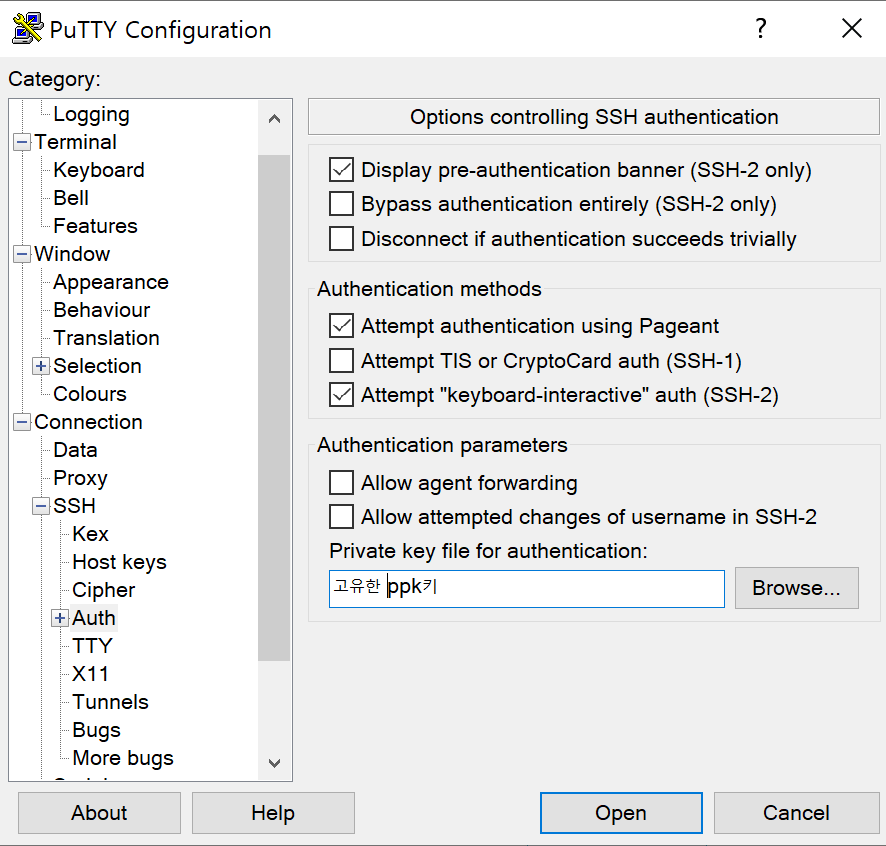 PuTTY Configuration
?
Category:
Logging
Terminal
Keyboard
Bell
Features
Window
Appearance
Behaviour
Translation
Selection
Colours
Connection
Data
Proxy
SSH
Kex
Host keys
Cipher
Auth
TTY
X11
Tunnels
Bugs
More bugs
Options controlling SSH authentication
Display pre-authentication banner (SSH-2 only)
Bypass authentication entirely (SSH-2 only)
Disconnect if authentication succeeds trivially
Authentication methods
Attempt authentication using Pageant
Attempt TIS or CryptoCard auth (SSH-1)
Attempt "keyboard-interactive" auth (SSH-2)
Authentication parameters
Allow agent forwarding
Allow attempted changes of username in SSH-2
Private key file for authentication:
고유한 ppk키
Browse...
About
Help
Open
Cancel